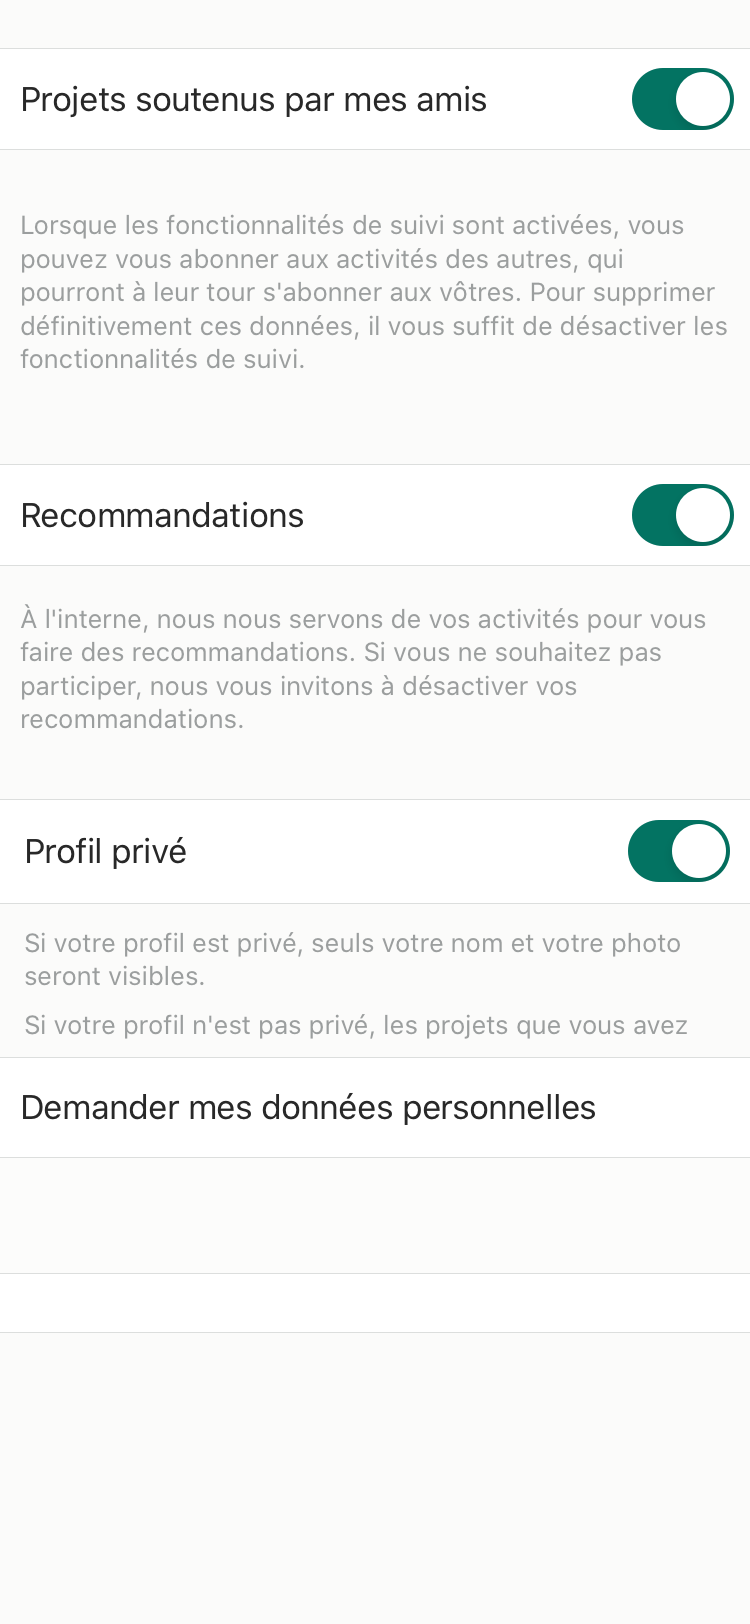 Projets soutenus par mes amis
Lorsque les fonctionnalités de suivi sont activées, vous
pouvez vous abonner aux activités des autres, qui
pourront à leur tour s'abonner aux vôtres. Pour supprimer
définitivement ces données, il vous suffit de désactiver les
fonctionnalités de suivi.
Recommandations
À l'interne, nous nous servons de vos activités pour vous
faire des recommandations. Si vous ne souhaitez pas
participer, nous vous invitons à désactiver vos
recommandations.
Profil privé
Si votre profil est privé, seuls votre nom et votre photo
seront visibles.
Si votre profil n'est pas privé, les projets que vous avez
Demander mes données personnelles